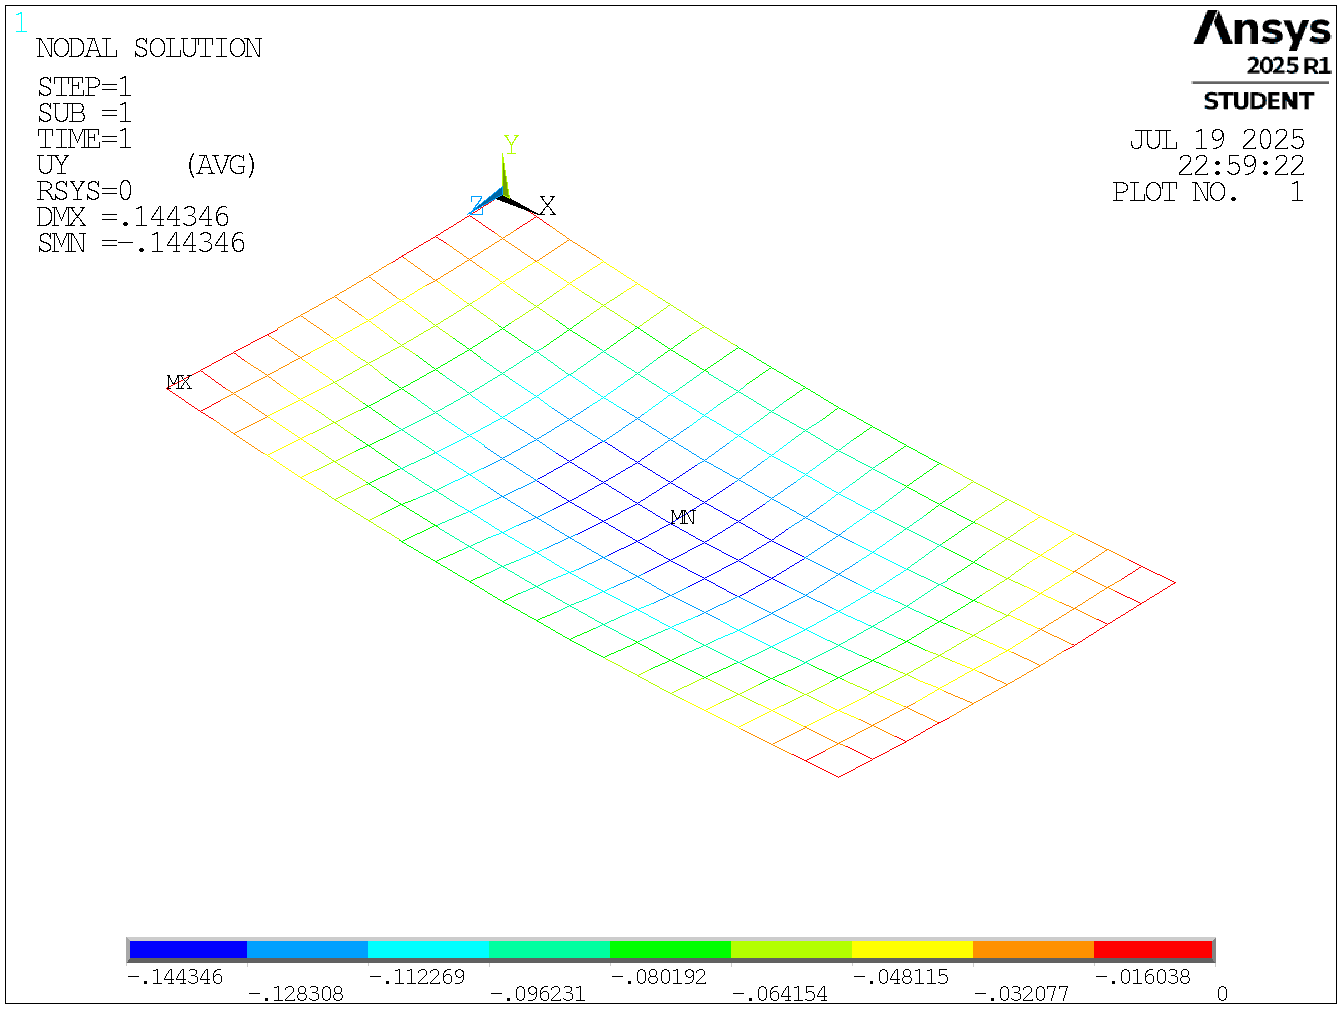 1
NODAL SOLUTION
STEP=1
SUB =1
TIME=1
UY (AVG)
RSYS=0
DMX =.144346
SMN =-.144346
Ansys
2025 R1
STUDENT
JUL 19 2025
22:59:22
PLOT NO. 1
Y
Z X
MX
MN
-.144346 -.112269 -.080192 -.048115 -.016038
-.128308 -.096231 -.064154 -.032077 0